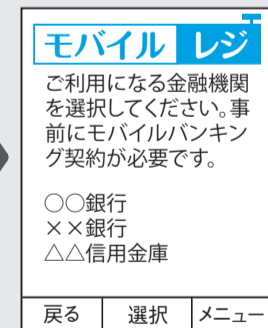 モバイル レジ
ご利用になる金融機関
を選択してください。事
前にモバイルバンキン
グ契約が必要です。
○○銀行
××銀行
△△信用金庫
戻る 選択 メニュー